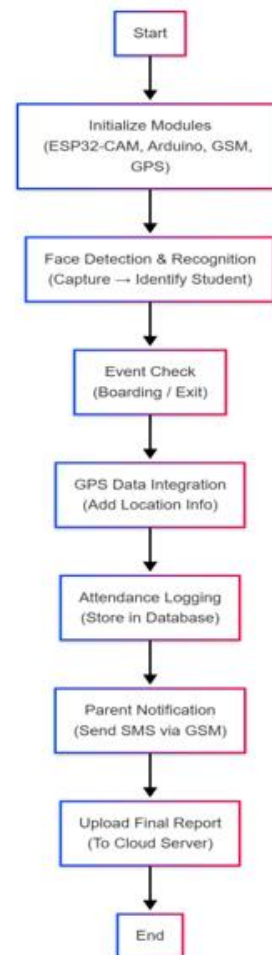 Start
Initialize Modules
(ESP32-CAM, Arduino, GSM,
GPS)
Face Detection & Recognition
(Capture → Identify Student)
Event Check
(Boarding / Exit)
GPS Data Integration
(Add Location Info)
Attendance Logging
(Store in Database)
Parent Notification
(Send SMS via GSM)
Upload Final Report
(To Cloud Server)
End